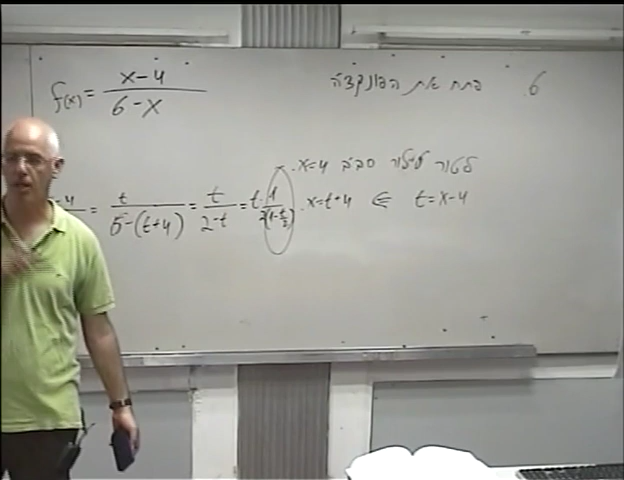 6. פתח את הפונקציה
f(x) = x-4 / 6-x
לטור טיילור סביב x=4.
t=x-4 ⇐ x=t+4.
-4 = t / 6-(t+4) = t / 2-t = t · 1 / 2(1-t/2)